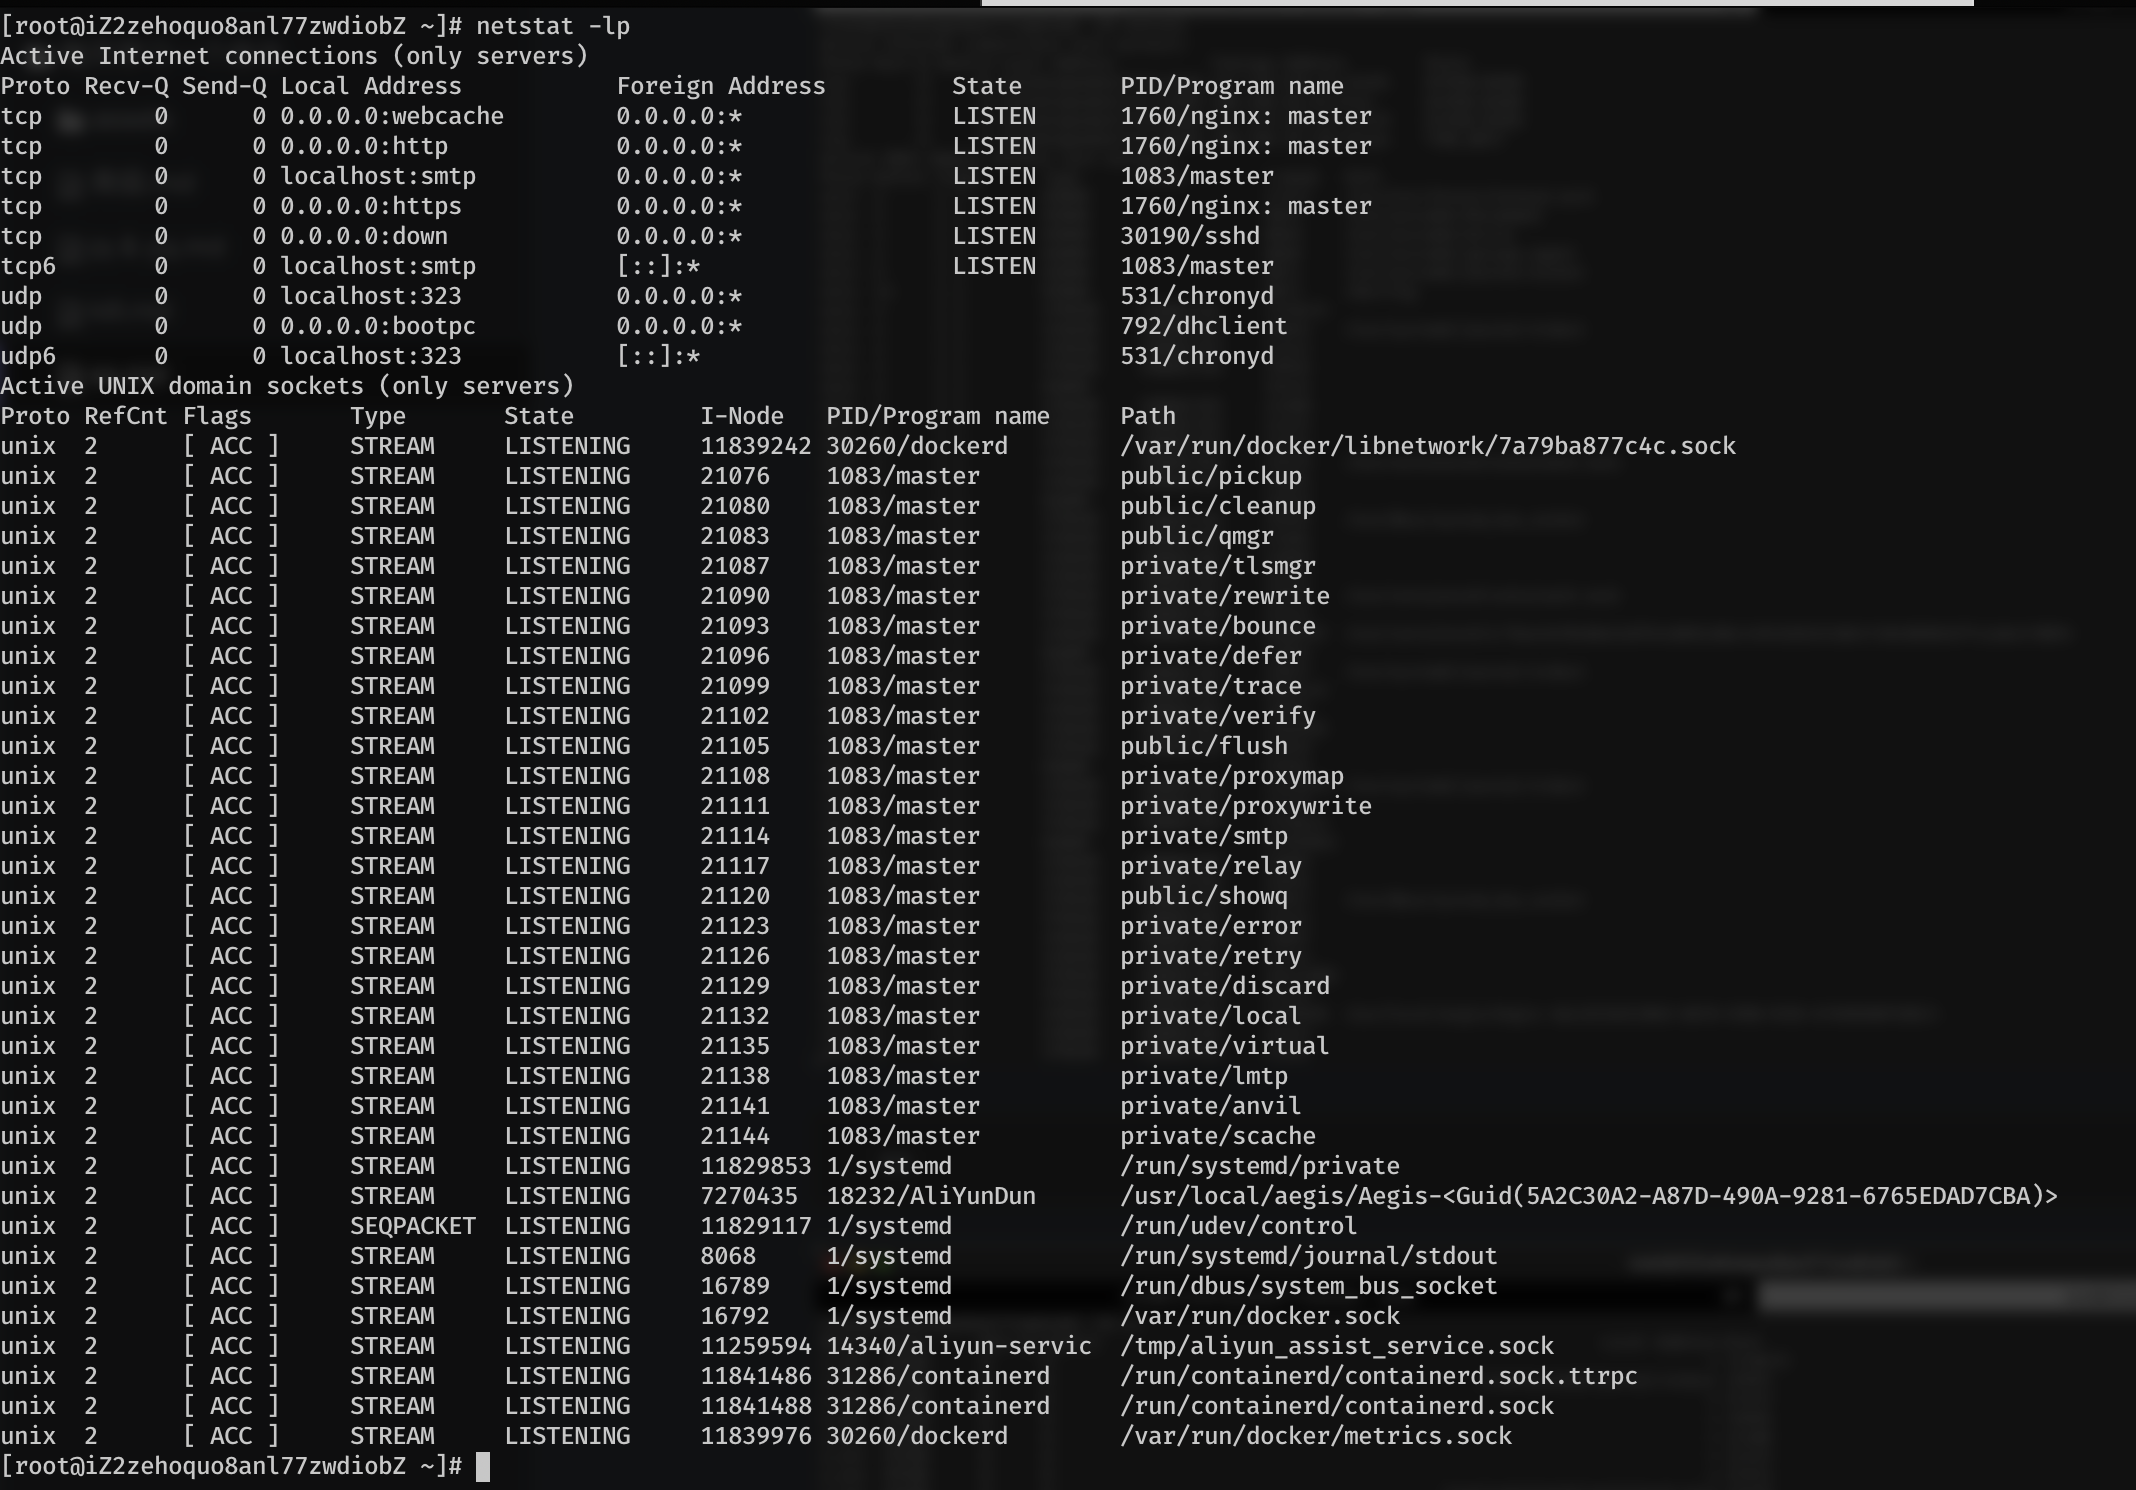 [root@iZ2zehoquo8anl77zwdiobZ ~]# netstat -lp
Active Internet connections (only servers)
Proto Recv-Q Send-Q Local Address           Foreign Address         State       PID/Program name
tcp        0      0 0.0.0.0:webcache        0.0.0.0:*               LISTEN      1760/nginx: master
tcp        0      0 0.0.0.0:http            0.0.0.0:*               LISTEN      1760/nginx: master
tcp        0      0 localhost:smtp          0.0.0.0:*               LISTEN      1083/master
tcp        0      0 0.0.0.0:https           0.0.0.0:*               LISTEN      1760/nginx: master
tcp        0      0 0.0.0.0:down            0.0.0.0:*               LISTEN      30190/sshd
tcp6       0      0 localhost:smtp          [::]:*                  LISTEN      1083/master
udp        0      0 localhost:323           0.0.0.0:*                           531/chronyd
udp        0      0 0.0.0.0:bootpc          0.0.0.0:*                           792/dhclient
udp6       0      0 localhost:323           [::]:*                              531/chronyd
Active UNIX domain sockets (only servers)
Proto RefCnt Flags       Type       State         I-Node   PID/Program name     Path
unix  2      [ ACC ]     STREAM     LISTENING     11839242 30260/dockerd        /var/run/docker/libnetwork/7a79ba877c4c.sock
unix  2      [ ACC ]     STREAM     LISTENING     21076    1083/master          public/pickup
unix  2      [ ACC ]     STREAM     LISTENING     21080    1083/master          public/cleanup
unix  2      [ ACC ]     STREAM     LISTENING     21083    1083/master          public/qmgr
unix  2      [ ACC ]     STREAM     LISTENING     21087    1083/master          private/tlsmgr
unix  2      [ ACC ]     STREAM     LISTENING     21090    1083/master          private/rewrite
unix  2      [ ACC ]     STREAM     LISTENING     21093    1083/master          private/bounce
unix  2      [ ACC ]     STREAM     LISTENING     21096    1083/master          private/defer
unix  2      [ ACC ]     STREAM     LISTENING     21099    1083/master          private/trace
unix  2      [ ACC ]     STREAM     LISTENING     21102    1083/master          private/verify
unix  2      [ ACC ]     STREAM     LISTENING     21105    1083/master          public/flush
unix  2      [ ACC ]     STREAM     LISTENING     21108    1083/master          private/proxymap
unix  2      [ ACC ]     STREAM     LISTENING     21111    1083/master          private/proxywrite
unix  2      [ ACC ]     STREAM     LISTENING     21114    1083/master          private/smtp
unix  2      [ ACC ]     STREAM     LISTENING     21117    1083/master          private/relay
unix  2      [ ACC ]     STREAM     LISTENING     21120    1083/master          public/showq
unix  2      [ ACC ]     STREAM     LISTENING     21123    1083/master          private/error
unix  2      [ ACC ]     STREAM     LISTENING     21126    1083/master          private/retry
unix  2      [ ACC ]     STREAM     LISTENING     21129    1083/master          private/discard
unix  2      [ ACC ]     STREAM     LISTENING     21132    1083/master          private/local
unix  2      [ ACC ]     STREAM     LISTENING     21135    1083/master          private/virtual
unix  2      [ ACC ]     STREAM     LISTENING     21138    1083/master          private/lmtp
unix  2      [ ACC ]     STREAM     LISTENING     21141    1083/master          private/anvil
unix  2      [ ACC ]     STREAM     LISTENING     21144    1083/master          private/scache
unix  2      [ ACC ]     STREAM     LISTENING     11829853 1/systemd            /run/systemd/private
unix  2      [ ACC ]     STREAM     LISTENING     7270435  18232/AliYunDun      /usr/local/aegis/Aegis-<Guid(5A2C30A2-A87D-490A-9281-6765EDAD7CBA)>
unix  2      [ ACC ]     SEQPACKET  LISTENING     11829117 1/systemd            /run/udev/control
unix  2      [ ACC ]     STREAM     LISTENING     8068     1/systemd            /run/systemd/journal/stdout
unix  2      [ ACC ]     STREAM     LISTENING     16789    1/systemd            /run/dbus/system_bus_socket
unix  2      [ ACC ]     STREAM     LISTENING     16792    1/systemd            /var/run/docker.sock
unix  2      [ ACC ]     STREAM     LISTENING     11259594 14340/aliyun-servic  /tmp/aliyun_assist_service.sock
unix  2      [ ACC ]     STREAM     LISTENING     11841486 31286/containerd     /run/containerd/containerd.sock.ttrpc
unix  2      [ ACC ]     STREAM     LISTENING     11841488 31286/containerd     /run/containerd/containerd.sock
unix  2      [ ACC ]     STREAM     LISTENING     11839976 30260/dockerd        /var/run/docker/metrics.sock
[root@iZ2zehoquo8anl77zwdiobZ ~]#